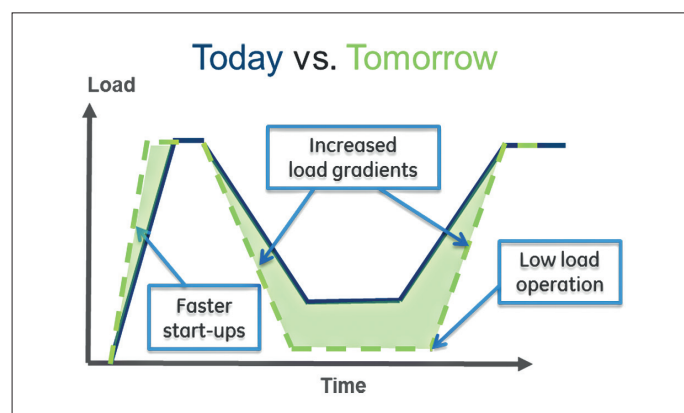 Today vs. Tomorrow
Load
Increased
load gradients
Low load
operation
Faster
start-ups
Time